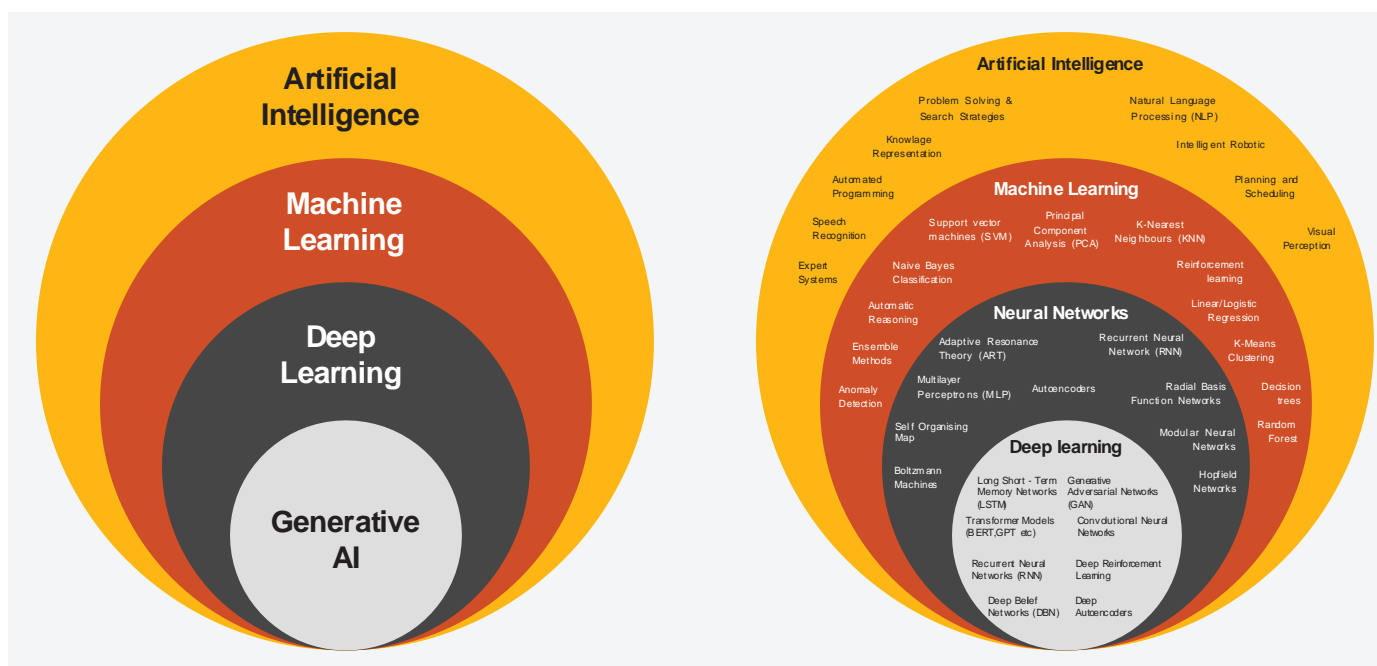 Artificial
Intelligence
Machine
Learning
Deep
Learning
Generative
AI
Artificial Intelligence
Problem Solving &
Search Strategies
Natural Language
Processing (NLP)
Knowlage
Representation
Intelligent Robotic
Automated
Programming
Planning and
Scheduling
Speech
Recognition
Visual
Perception
Expert
Systems
Machine Learning
Support vector
machines (SVM)
Principal
Component
Analysis (PCA)
K-Nearest
Neighbours (KNN)
Naive Bayes
Classification
Reinforcement
learning
Automatic
Reasoning
Linear/Logistic
Regression
Ensemble
Methods
K-Means
Clustering
Anomaly
Detection
Decision
trees
Random
Forest
Neural Networks
Adaptive Resonance
Theory (ART)
Recurrent Neural
Network (RNN)
Multilayer
Perceptrons (MLP)
Autoencoders
Radial Basis
Function Networks
Self Organising
Map
Modular Neural
Networks
Boltzmann
Machines
Hopfield
Networks
Deep learning
Long Short - Term
Memory Networks
(LSTM)
Generative
Adversarial Networks
(GAN)
Transformer Models
(BERT,GPT etc)
Convolutional Neural
Networks
Recurrent Neural
Networks (RNN)
Deep Reinforcement
Learning
Deep Belief
Networks (DBN)
Deep
Autoencoders